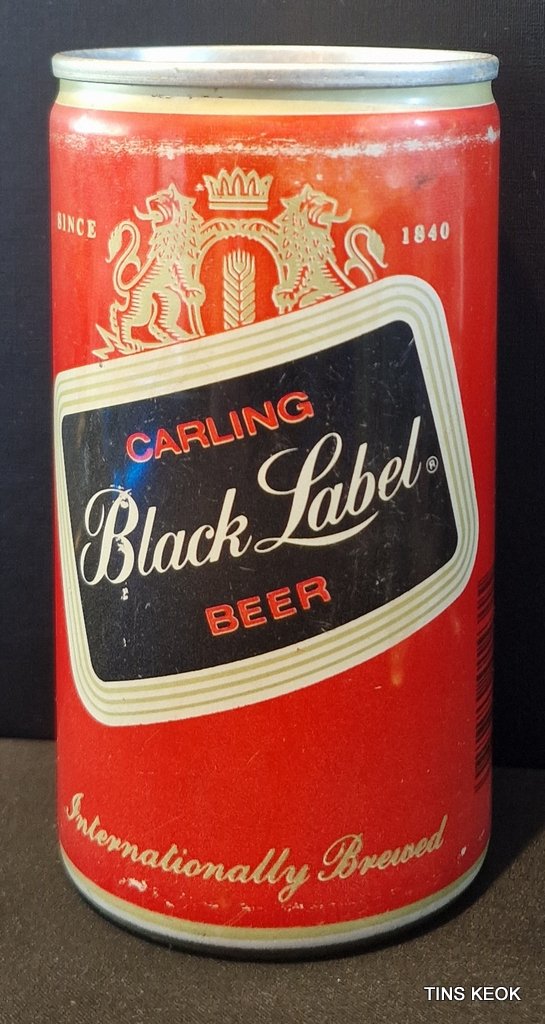 SINCE 1840
CARLING
Black Label ®
BEER
Internationally Brewed
TINS KEOK